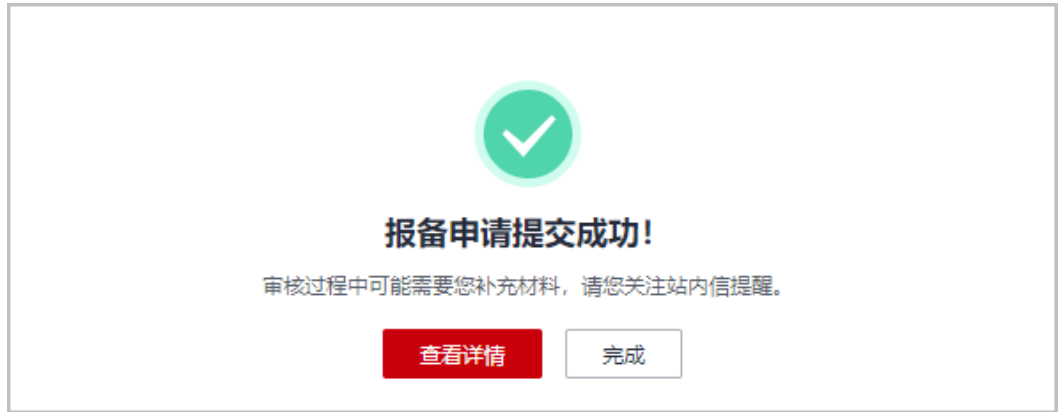 报备申请提交成功！
审核过程中可能需要您补充材料，请您关注站内信提醒。
查看详情
完成